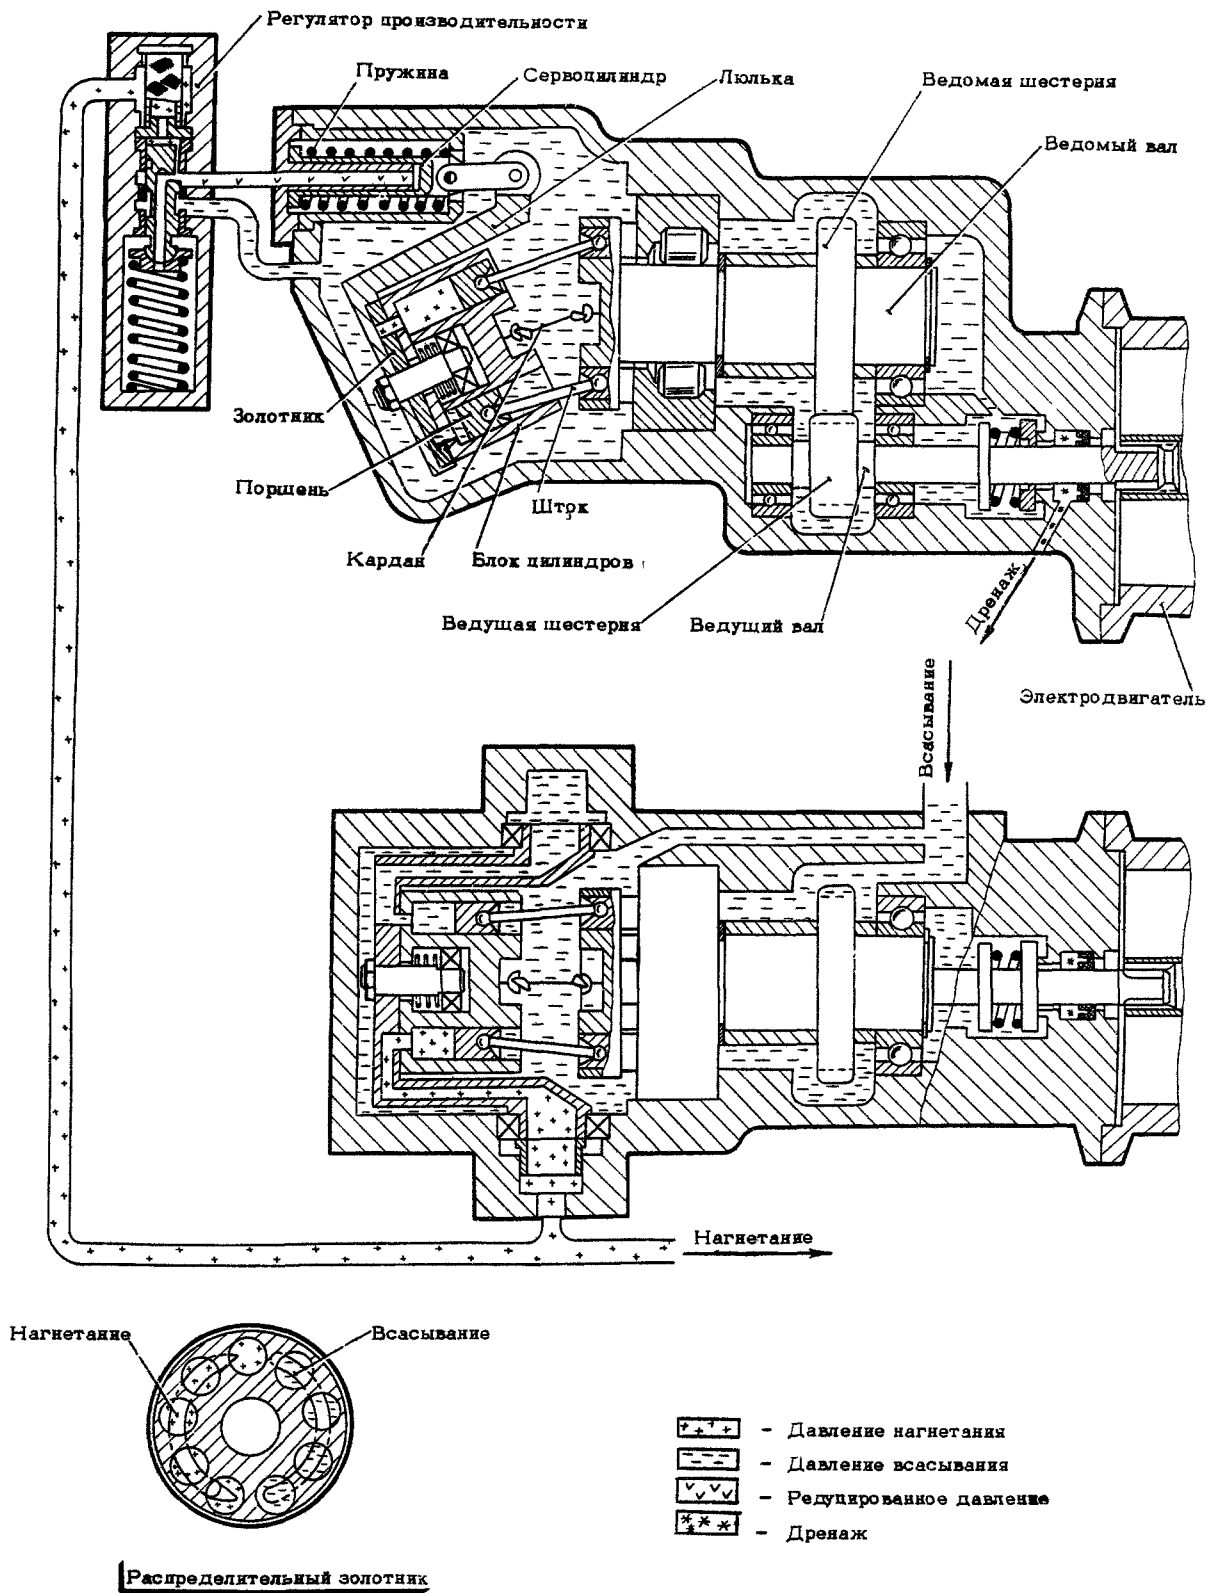 Регулятор производительности
Пружина
Сервоцилиндр
Люлька
Ведомая шестерня
Ведомый вал
Золотник
Поршень
Шток
Кардан
Блок цилиндров
Ведущая шестерня
Ведущий вал
Дренаж
Электродвигатель
Всасывание
Нагнетание
Нагнетание
Всасывание
- Давление нагнетания
- Давление всасывания
- Редуцированное давление
- Дренаж
Распределительный золотник